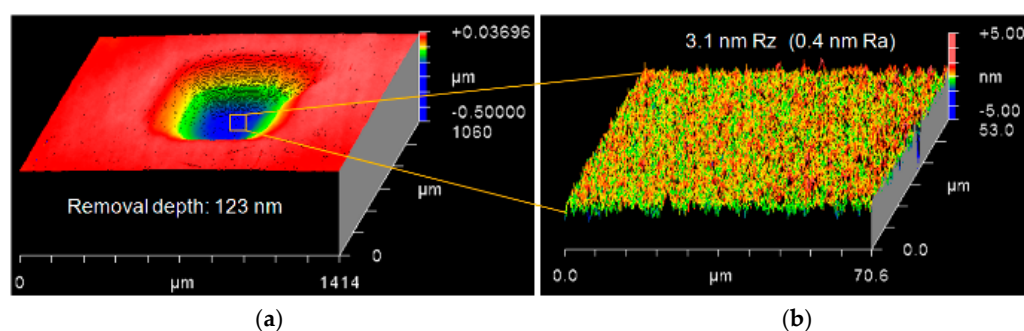 +0.03696
µm
-0.50000
1060
µm
Removal depth: 123 nm
0
0
µm
1414
(a)
3.1 nm Rz (0.4 nm Ra)
+5.00
nm
-5.00
53.0
µm
0.0
0.0
µm
70.6
(b)